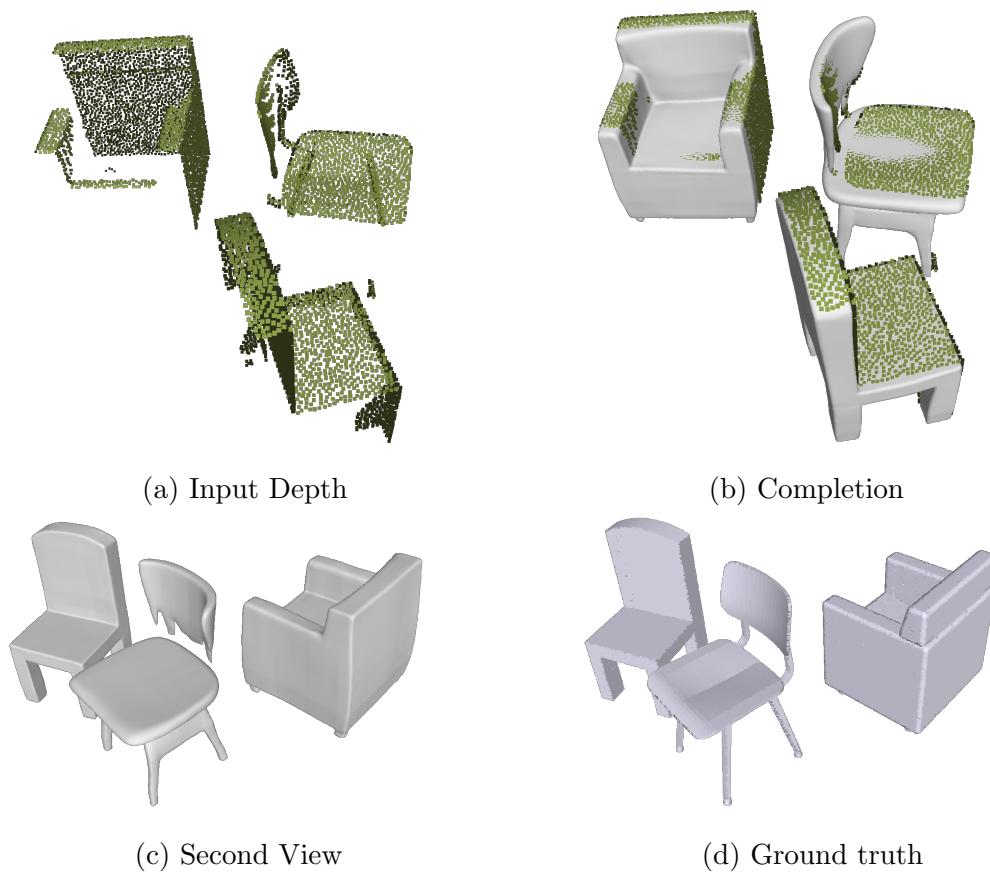 (a) Input Depth
(b) Completion
(c) Second View
(d) Ground truth